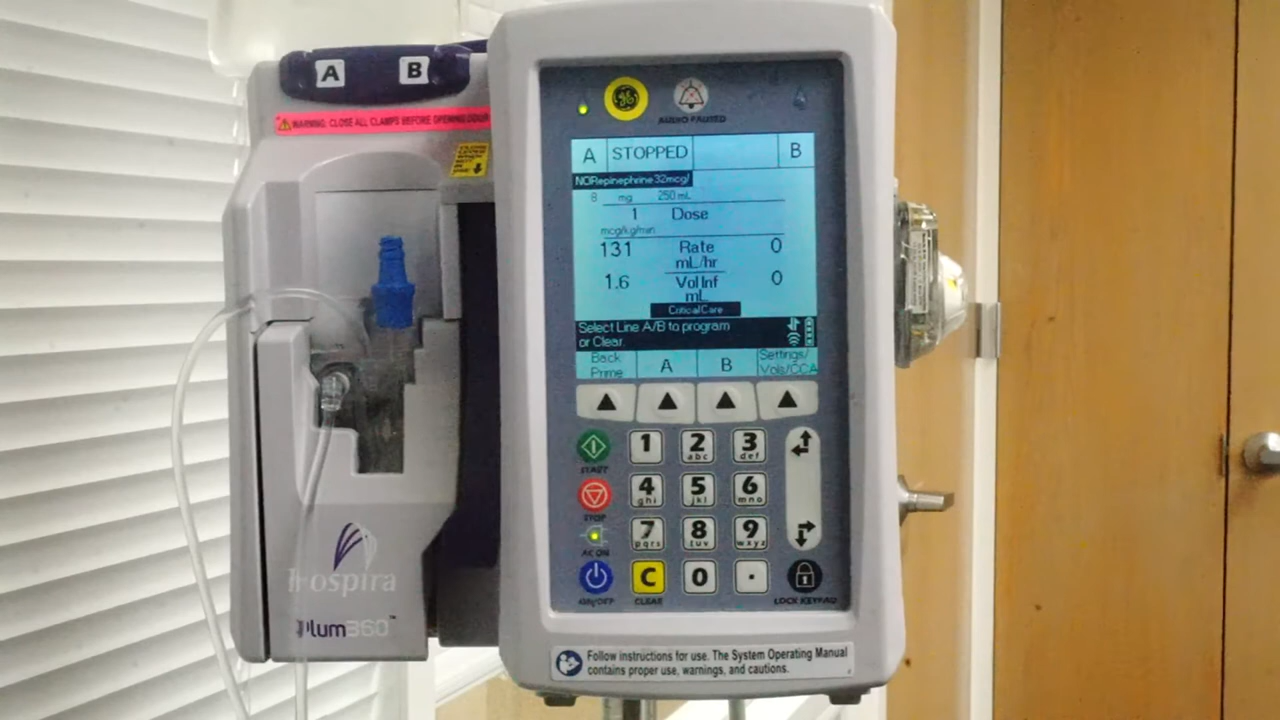 A B
WARNING: CLOSE ALL CLAMPS BEFORE OPENING DOOR
AUDIO PAUSED
A STOPPED B
NORepinephrine 32mcg/
8 mg 250 mL
1 Dose
mcg/kg/min
131 Rate 0
mL/hr
1.6 Vol Inf 0
mL
Critical Care
Select Line A/B to program
or Clear.
Back Prime
A
B
Settings/
Vols/CCA
1 2 abc 3 def
START
4 ghi 5 jkl 6 mno
STOP
7 pqrs 8 tuv 9 wxyz
AC ON
C 0 .
ON/OFF CLEAR LOCK KEYPAD
Hospira
Plum360™
Follow instructions for use. The System Operating Manual
contains proper use, warnings, and cautions.